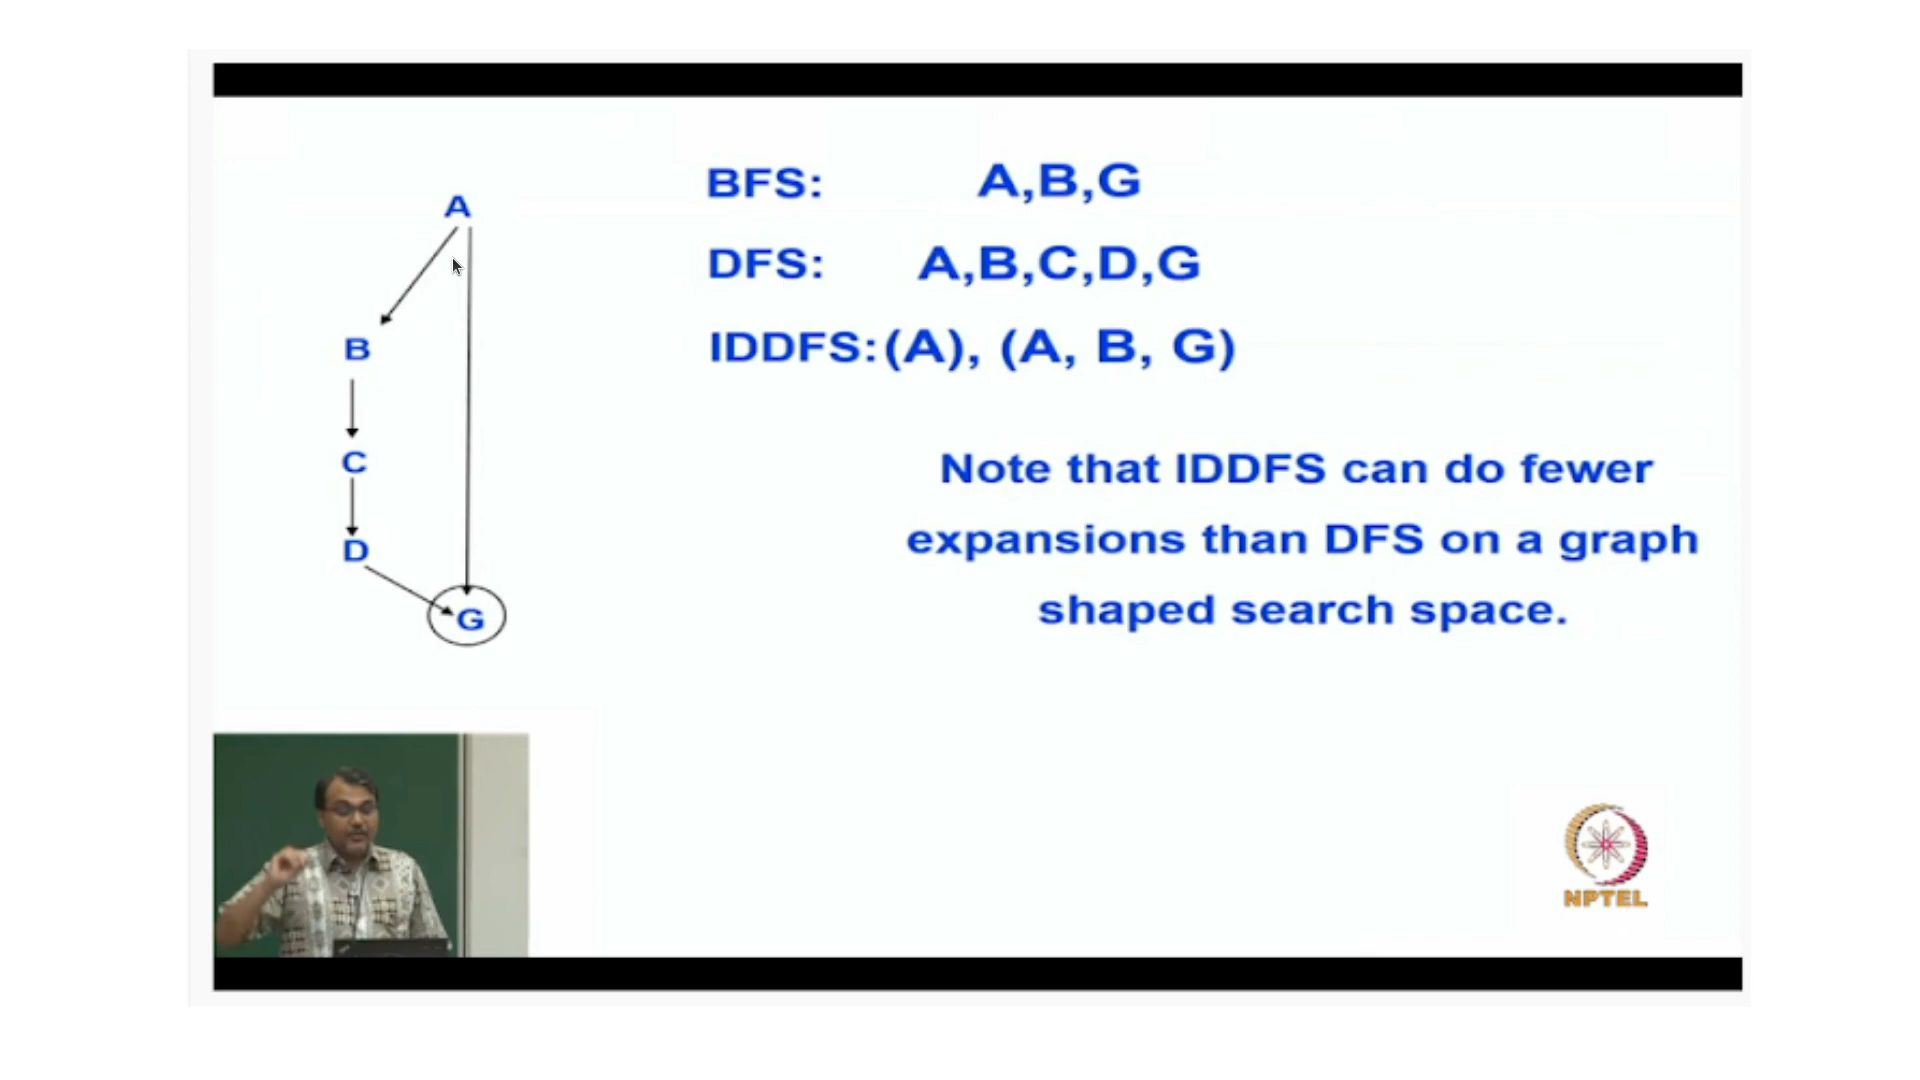 A
B
C
D
G
BFS: A,B,G
DFS: A,B,C,D,G
IDDFS:(A), (A, B, G)
Note that IDDFS can do fewer
expansions than DFS on a graph
shaped search space.
NPTEL